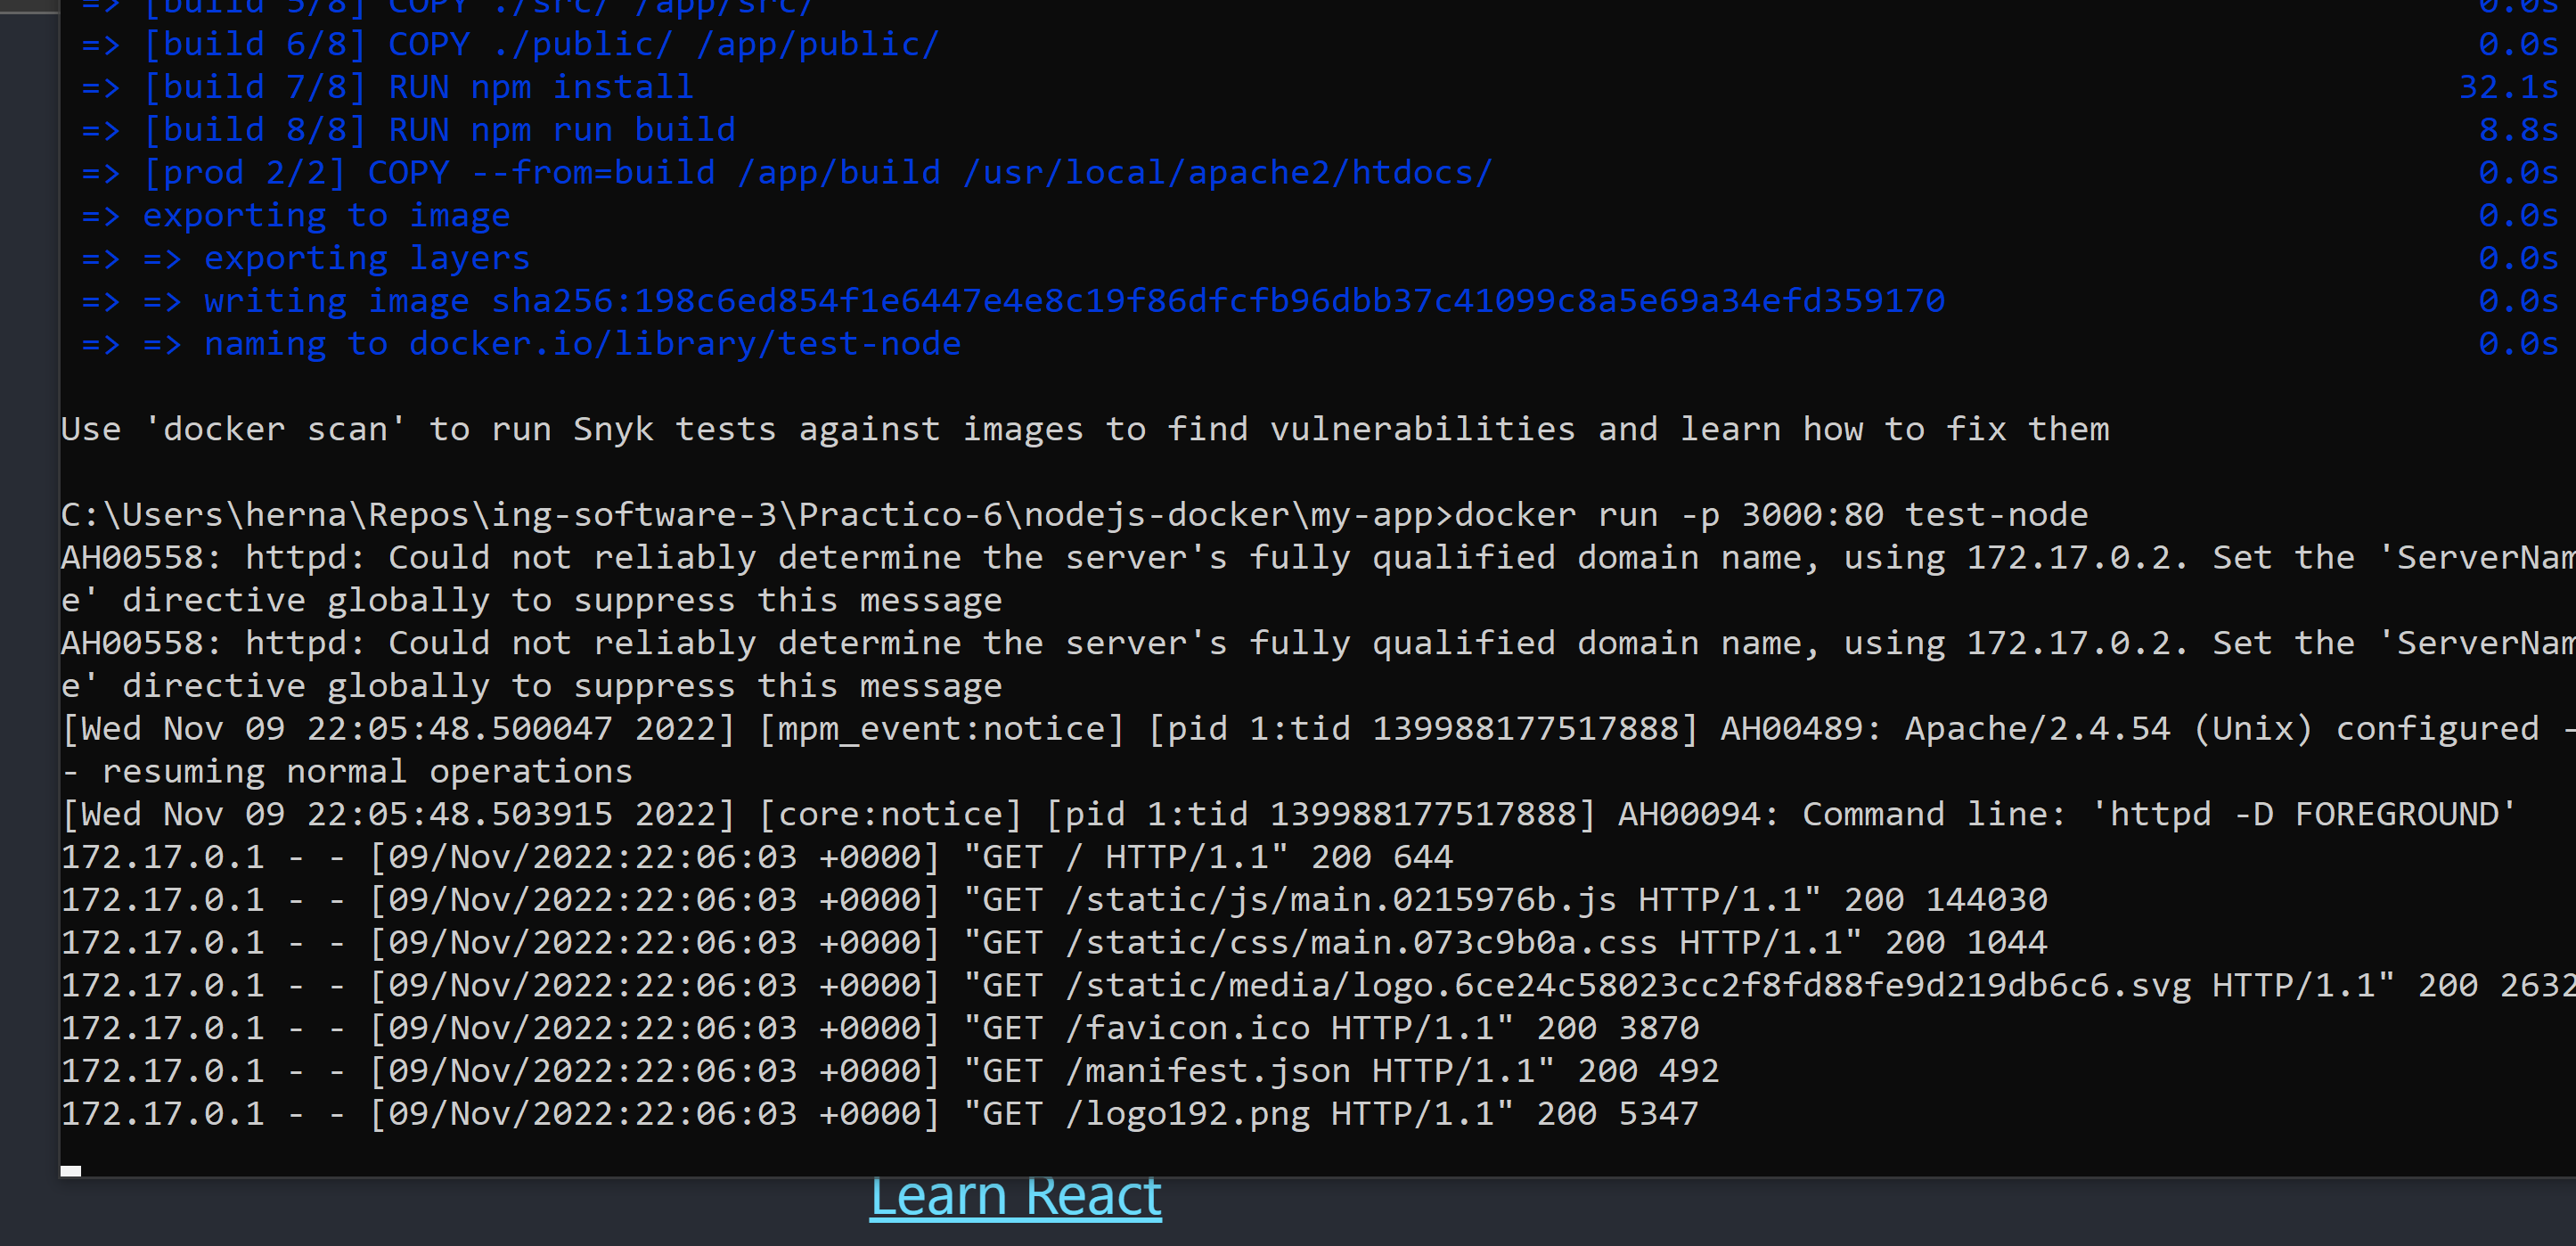 => [build 5/8] COPY ./src/ /app/src/ 0.0s
=> [build 6/8] COPY ./public/ /app/public/ 0.0s
=> [build 7/8] RUN npm install 32.1s
=> [build 8/8] RUN npm run build 8.8s
=> [prod 2/2] COPY --from=build /app/build /usr/local/apache2/htdocs/ 0.0s
=> exporting to image 0.0s
=> => exporting layers 0.0s
=> => writing image sha256:198c6ed854f1e6447e4e8c19f86dfcfb96dbb37c41099c8a5e69a34efd359170 0.0s
=> => naming to docker.io/library/test-node 0.0s
Use 'docker scan' to run Snyk tests against images to find vulnerabilities and learn how to fix them
C:\Users\herna\Repos\ing-software-3\Practico-6\nodejs-docker\my-app>docker run -p 3000:80 test-node
AH00558: httpd: Could not reliably determine the server's fully qualified domain name, using 172.17.0.2. Set the 'ServerNam
e' directive globally to suppress this message
AH00558: httpd: Could not reliably determine the server's fully qualified domain name, using 172.17.0.2. Set the 'ServerNam
e' directive globally to suppress this message
[Wed Nov 09 22:05:48.500047 2022] [mpm_event:notice] [pid 1:tid 139988177517888] AH00489: Apache/2.4.54 (Unix) configured -
- resuming normal operations
[Wed Nov 09 22:05:48.503915 2022] [core:notice] [pid 1:tid 139988177517888] AH00094: Command line: 'httpd -D FOREGROUND'
172.17.0.1 - - [09/Nov/2022:22:06:03 +0000] "GET / HTTP/1.1" 200 644
172.17.0.1 - - [09/Nov/2022:22:06:03 +0000] "GET /static/js/main.0215976b.js HTTP/1.1" 200 144030
172.17.0.1 - - [09/Nov/2022:22:06:03 +0000] "GET /static/css/main.073c9b0a.css HTTP/1.1" 200 1044
172.17.0.1 - - [09/Nov/2022:22:06:03 +0000] "GET /static/media/logo.6ce24c58023cc2f8fd88fe9d219db6c6.svg HTTP/1.1" 200 2632
172.17.0.1 - - [09/Nov/2022:22:06:03 +0000] "GET /favicon.ico HTTP/1.1" 200 3870
172.17.0.1 - - [09/Nov/2022:22:06:03 +0000] "GET /manifest.json HTTP/1.1" 200 492
172.17.0.1 - - [09/Nov/2022:22:06:03 +0000] "GET /logo192.png HTTP/1.1" 200 5347
Learn React